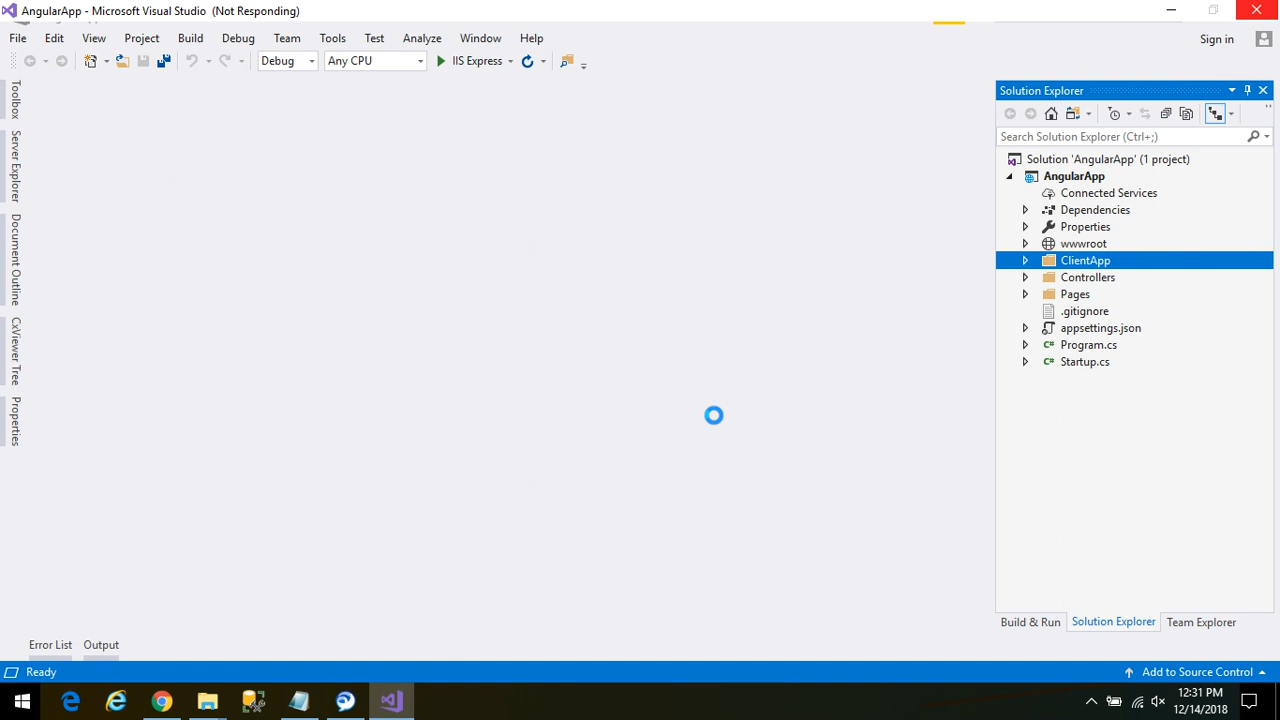 AngularApp - Microsoft Visual Studio (Not Responding)
File Edit View Project Build Debug Team Tools Test Analyze Window Help
Sign in
Debug Any CPU IIS Express
Toolbox
Server Explorer
Document Outline
CxViewer Tree
Properties
Solution Explorer
Search Solution Explorer (Ctrl+;)
Solution 'AngularApp' (1 project)
AngularApp
Connected Services
Dependencies
Properties
wwwroot
ClientApp
Controllers
Pages
.gitignore
appsettings.json
C# Program.cs
C# Startup.cs
Build & Run Solution Explorer Team Explorer
Error List Output
Ready
Add to Source Control
12:31 PM
12/14/2018